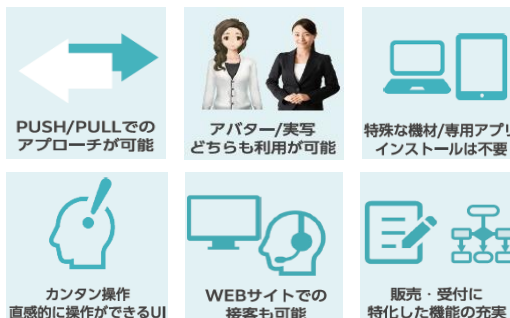 PUSH/PULLでの
アプローチが可能
アバター/実写
どちらも利用が可能
特殊な機材/専用アプリ
インストールは不要
カンタン操作
直感的に操作ができるUI
WEBサイトでの
接客も可能
販売・受付に
特化した機能の充実